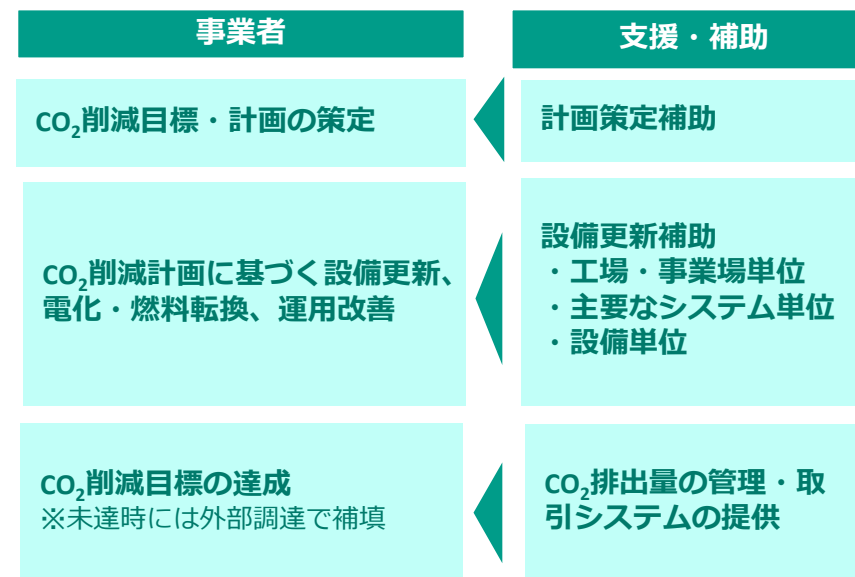 事業者
支援・補助
CO₂削減目標・計画の策定
計画策定補助
CO₂削減計画に基づく設備更新、
電化・燃料転換、運用改善
設備更新補助
・工場・事業場単位
・主要なシステム単位
・設備単位
CO₂削減目標の達成
※未達時には外部調達で補填
CO₂排出量の管理・取
引システムの提供